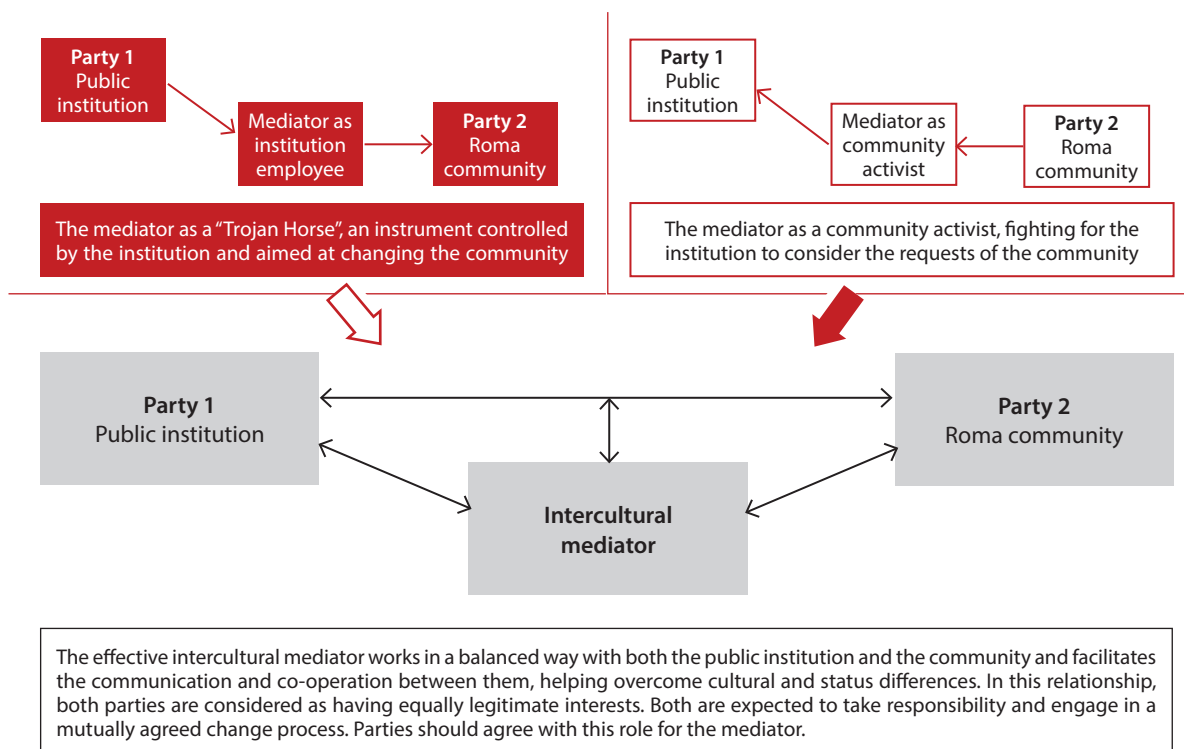 Party 1
Public
institution
Mediator as
institution
employee
Party 2
Roma
community
The mediator as a “Trojan Horse”, an instrument controlled
by the institution and aimed at changing the community
Party 1
Public
institution
Mediator as
community
activist
Party 2
Roma
community
The mediator as a community activist, fighting for the
institution to consider the requests of the community
Party 1
Public institution
Party 2
Roma community
Intercultural
mediator
The effective intercultural mediator works in a balanced way with both the public institution and the community and facilitates
the communication and co-operation between them, helping overcome cultural and status differences. In this relationship,
both parties are considered as having equally legitimate interests. Both are expected to take responsibility and engage in a
mutually agreed change process. Parties should agree with this role for the mediator.